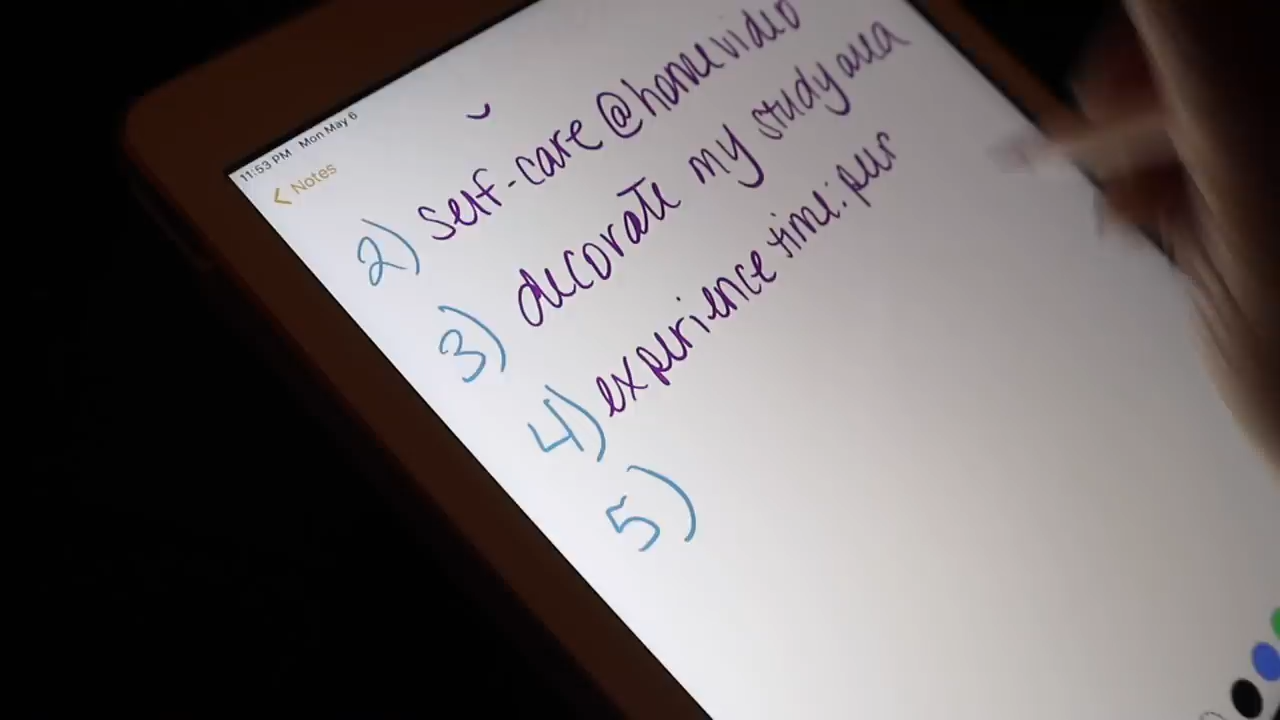 11:53 PM Mon May 6
Notes
2) self-care @home video
3) decorate my study area
4) experience time: pur
5)